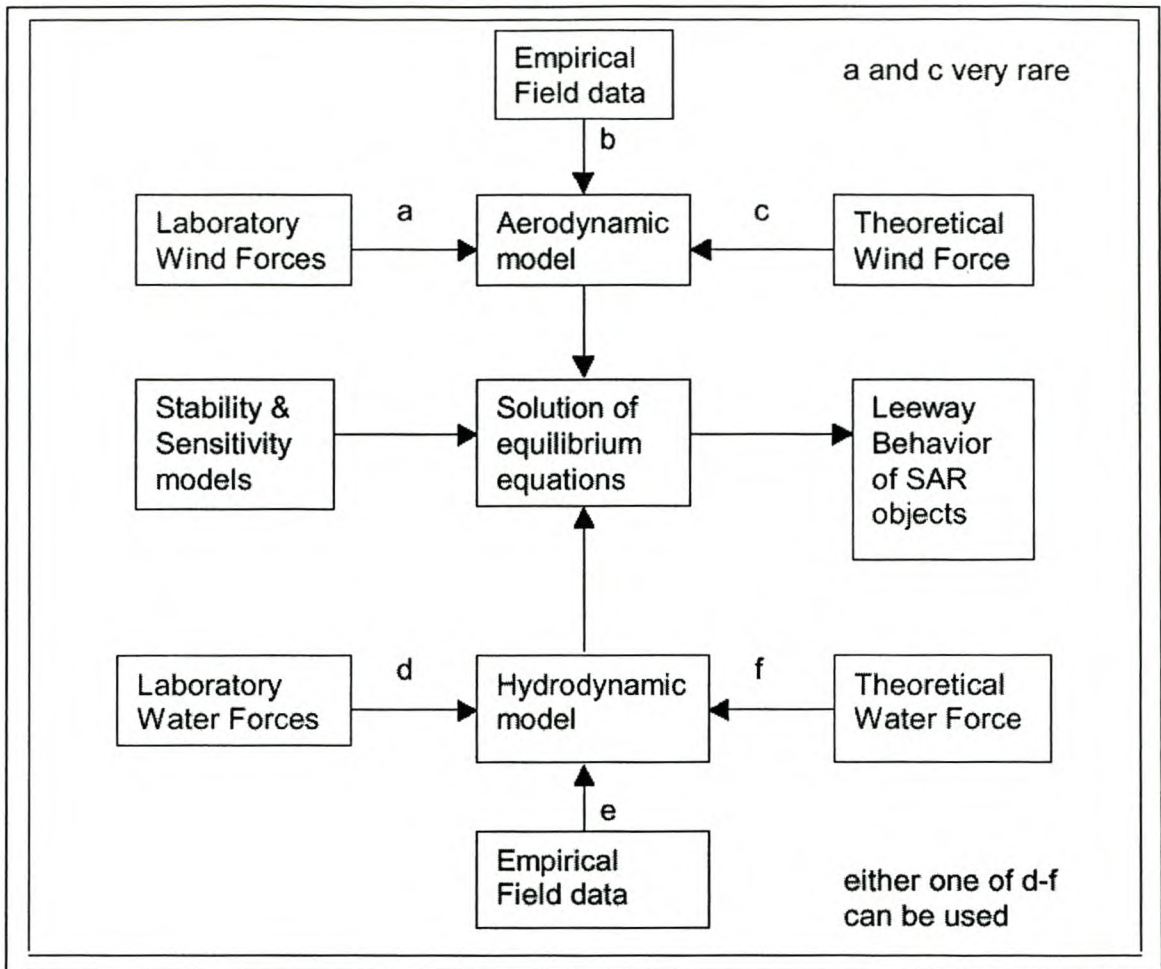 Empirical
Field data
a and c very rare
b
Laboratory
Wind Forces
a
Aerodynamic
model
c
Theoretical
Wind Force
Stability &
Sensitivity
models
Solution of
equilibrium
equations
Leeway
Behavior
of SAR
objects
Laboratory
Water Forces
d
Hydrodynamic
model
f
Theoretical
Water Force
e
Empirical
Field data
either one of d-f
can be used